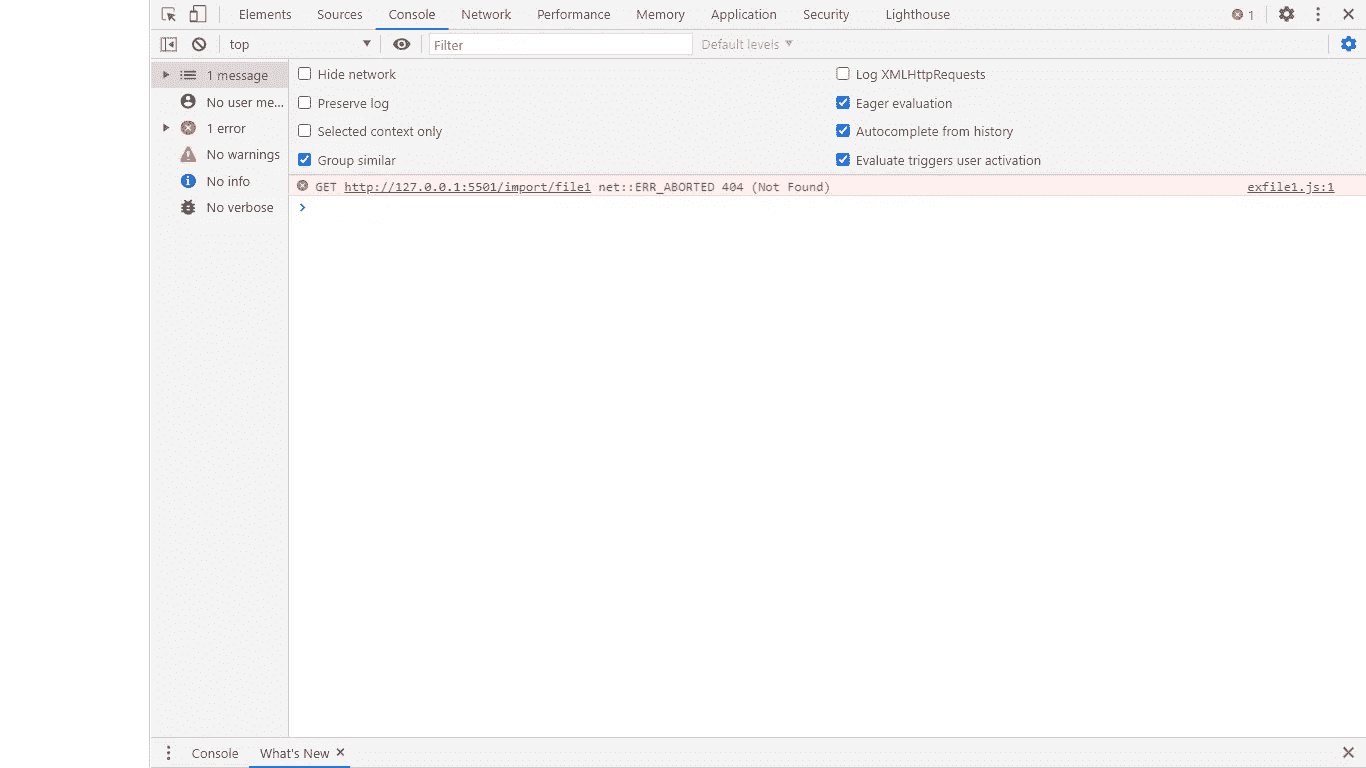 Elements Sources Console Network Performance Memory Application Security Lighthouse 1
top Filter Default levels
1 message
No user me...
1 error
No warnings
No info
No verbose
Hide network Log XMLHttpRequests
Preserve log Eager evaluation
Selected context only Autocomplete from history
Group similar Evaluate triggers user activation
GET http://127.0.0.1:5501/import/file1 net::ERR_ABORTED 404 (Not Found) exfile1.js:1
Console What's New